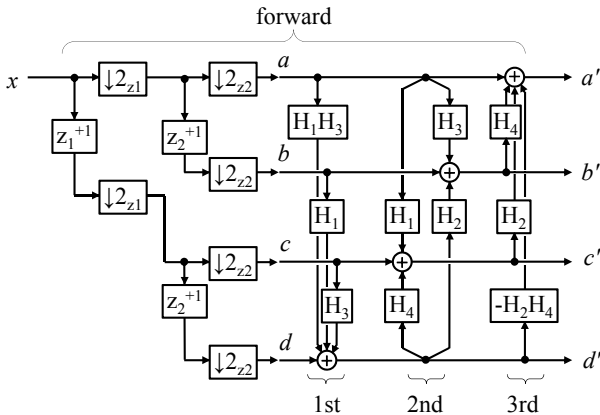 forward
x ↓2z1 ↓2z2 a a'
z1+1 z2+1 H1H3 H3 H4
↓2z2 b b'
↓2z1 H1 H1 H2 H2
↓2z2 c c'
z2+1 H3 H4 -H2H4
↓2z2 d d'
1st 2nd 3rd